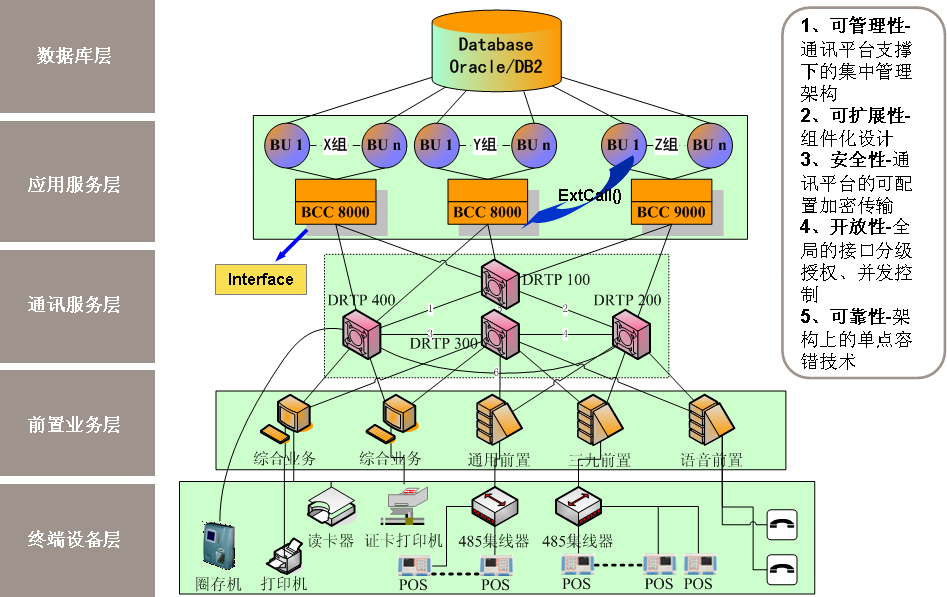 数据库层
Database
Oracle/DB2
1、可管理性-
通讯平台支撑
下的集中管理
架构
2、可扩展性-
组件化设计
3、安全性-通
讯平台的可配
置加密传输
4、开放性-全
局的接口分级
授权、并发控
制
5、可靠性-架
构上的单点容
错技术
应用服务层
BU 1
X组
BU n
BU 1
Y组
BU n
BU 1
Z组
BU n
ExtCall()
BCC 8000
BCC 8000
BCC 9000
Interface
通讯服务层
DRTP 100
DRTP 400
DRTP 200
1
2
3
DRTP 300
4
6
前置业务层
综合业务
综合业务
通用前置
三九前置
语音前置
终端设备层
读卡器
证卡打印机
485集线器
485集线器
圈存机
打印机
POS
POS
POS
POS
POS